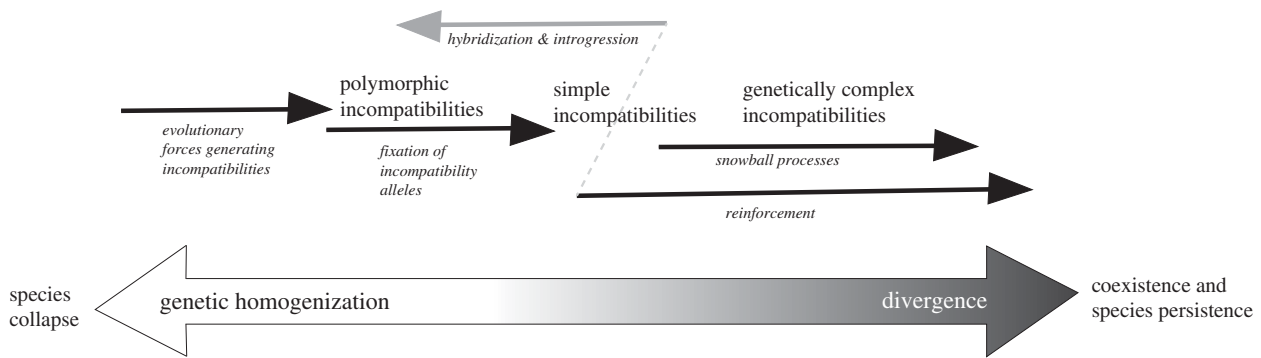 hybridization & introgression
polymorphic
incompatibilities
simple
incompatibilities
genetically complex
incompatibilities
evolutionary
forces generating
incompatibilities
fixation of
incompatibility
alleles
snowball processes
reinforcement
species
collapse
genetic homogenization
divergence
coexistence and
species persistence